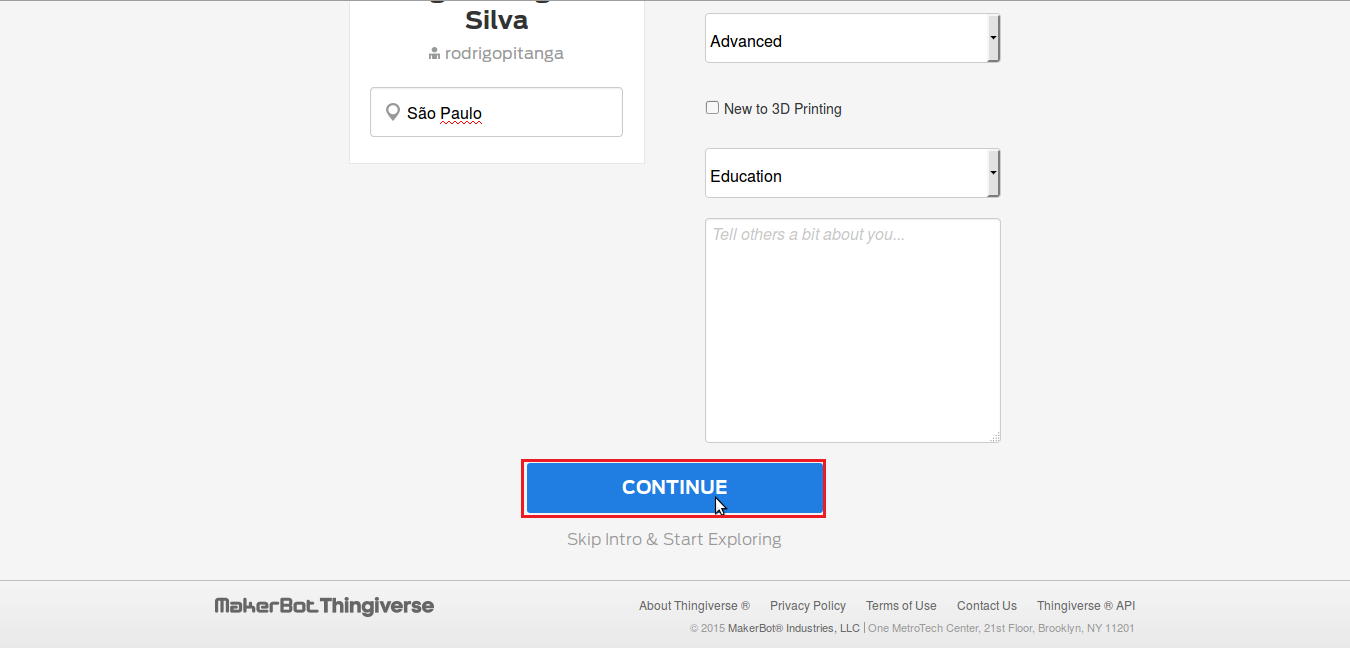 Silva
rodrigopitanga
São Paulo
Advanced
New to 3D Printing
Education
Tell others a bit about you...
CONTINUE
Skip Intro & Start Exploring
MakerBot Thingiverse
About Thingiverse ® Privacy Policy Terms of Use Contact Us Thingiverse ® API
© 2015 MakerBot® Industries, LLC | One MetroTech Center, 21st Floor, Brooklyn, NY 11201